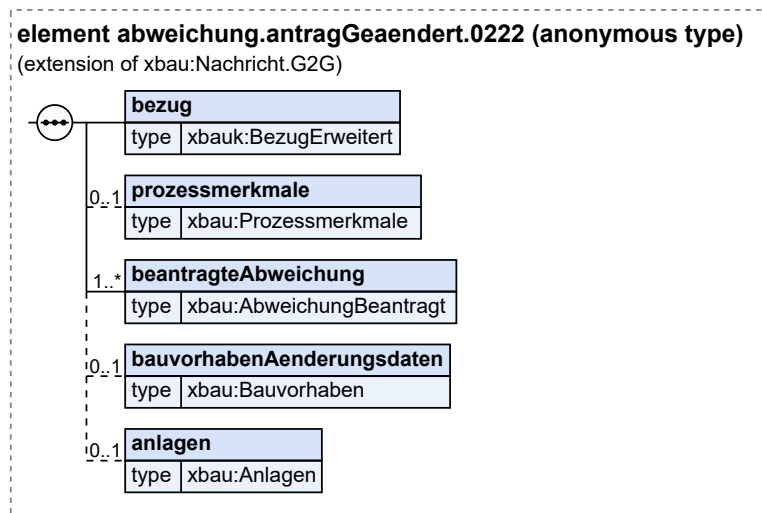 element abweichung.antragGeaendert.0222 (anonymous type)
(extension of xbau:Nachricht.G2G)
bezug
type xbauk:BezugErweitert
0..1 prozessmerkmale
type xbau:Prozessmerkmale
1..* beantragteAbweichung
type xbau:AbweichungBeantragt
0..1 bauvorhabenAenderungsdaten
type xbau:Bauvorhaben
0..1 anlagen
type xbau:Anlagen